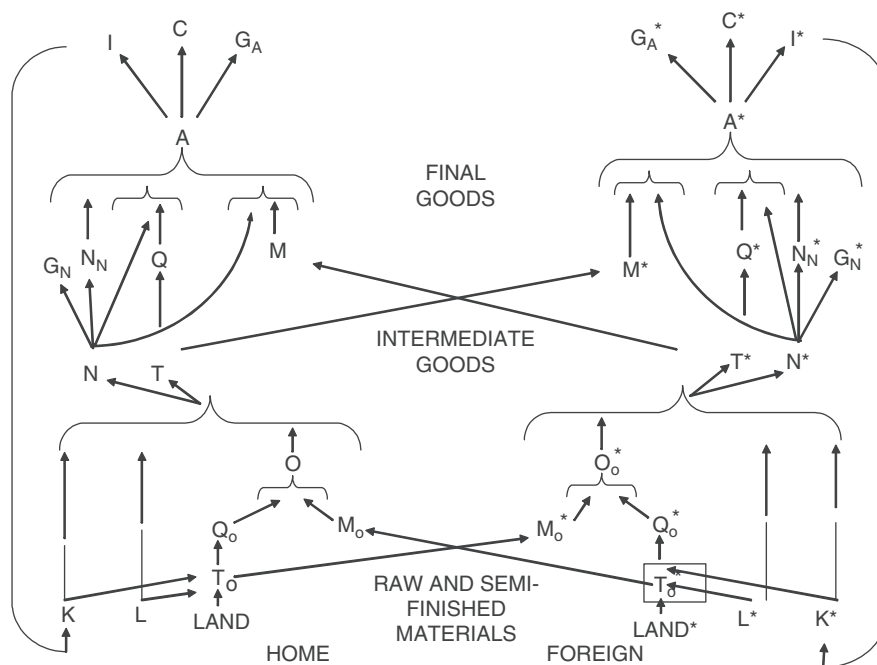 I C G_A
G_A* C* I*
A A*
FINAL
GOODS
G_N N_N Q M
M* Q* N_N* G_N*
INTERMEDIATE
GOODS
N T
T* N*
O O_o*
Q_o M_o
M_o* Q_o*
T_o T_o*
RAW AND SEMI-
FINISHED
MATERIALS
K L LAND
LAND* L* K*
HOME FOREIGN